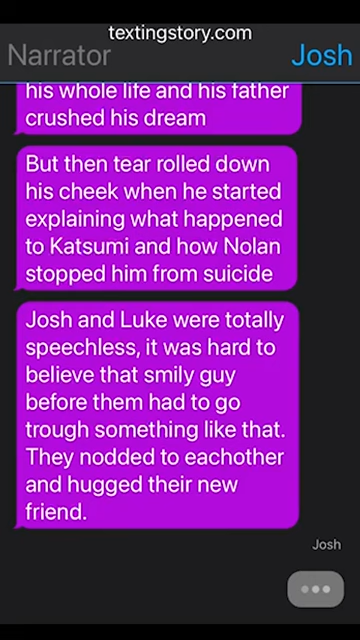 textingstory.com
Narrator
Josh
his whole life and his father
crushed his dream
But then tear rolled down
his cheek when he started
explaining what happened
to Katsumi and how Nolan
stopped him from suicide
Josh and Luke were totally
speechless, it was hard to
believe that smily guy
before them had to go
trough something like that.
They nodded to eachother
and hugged their new
friend.
Josh